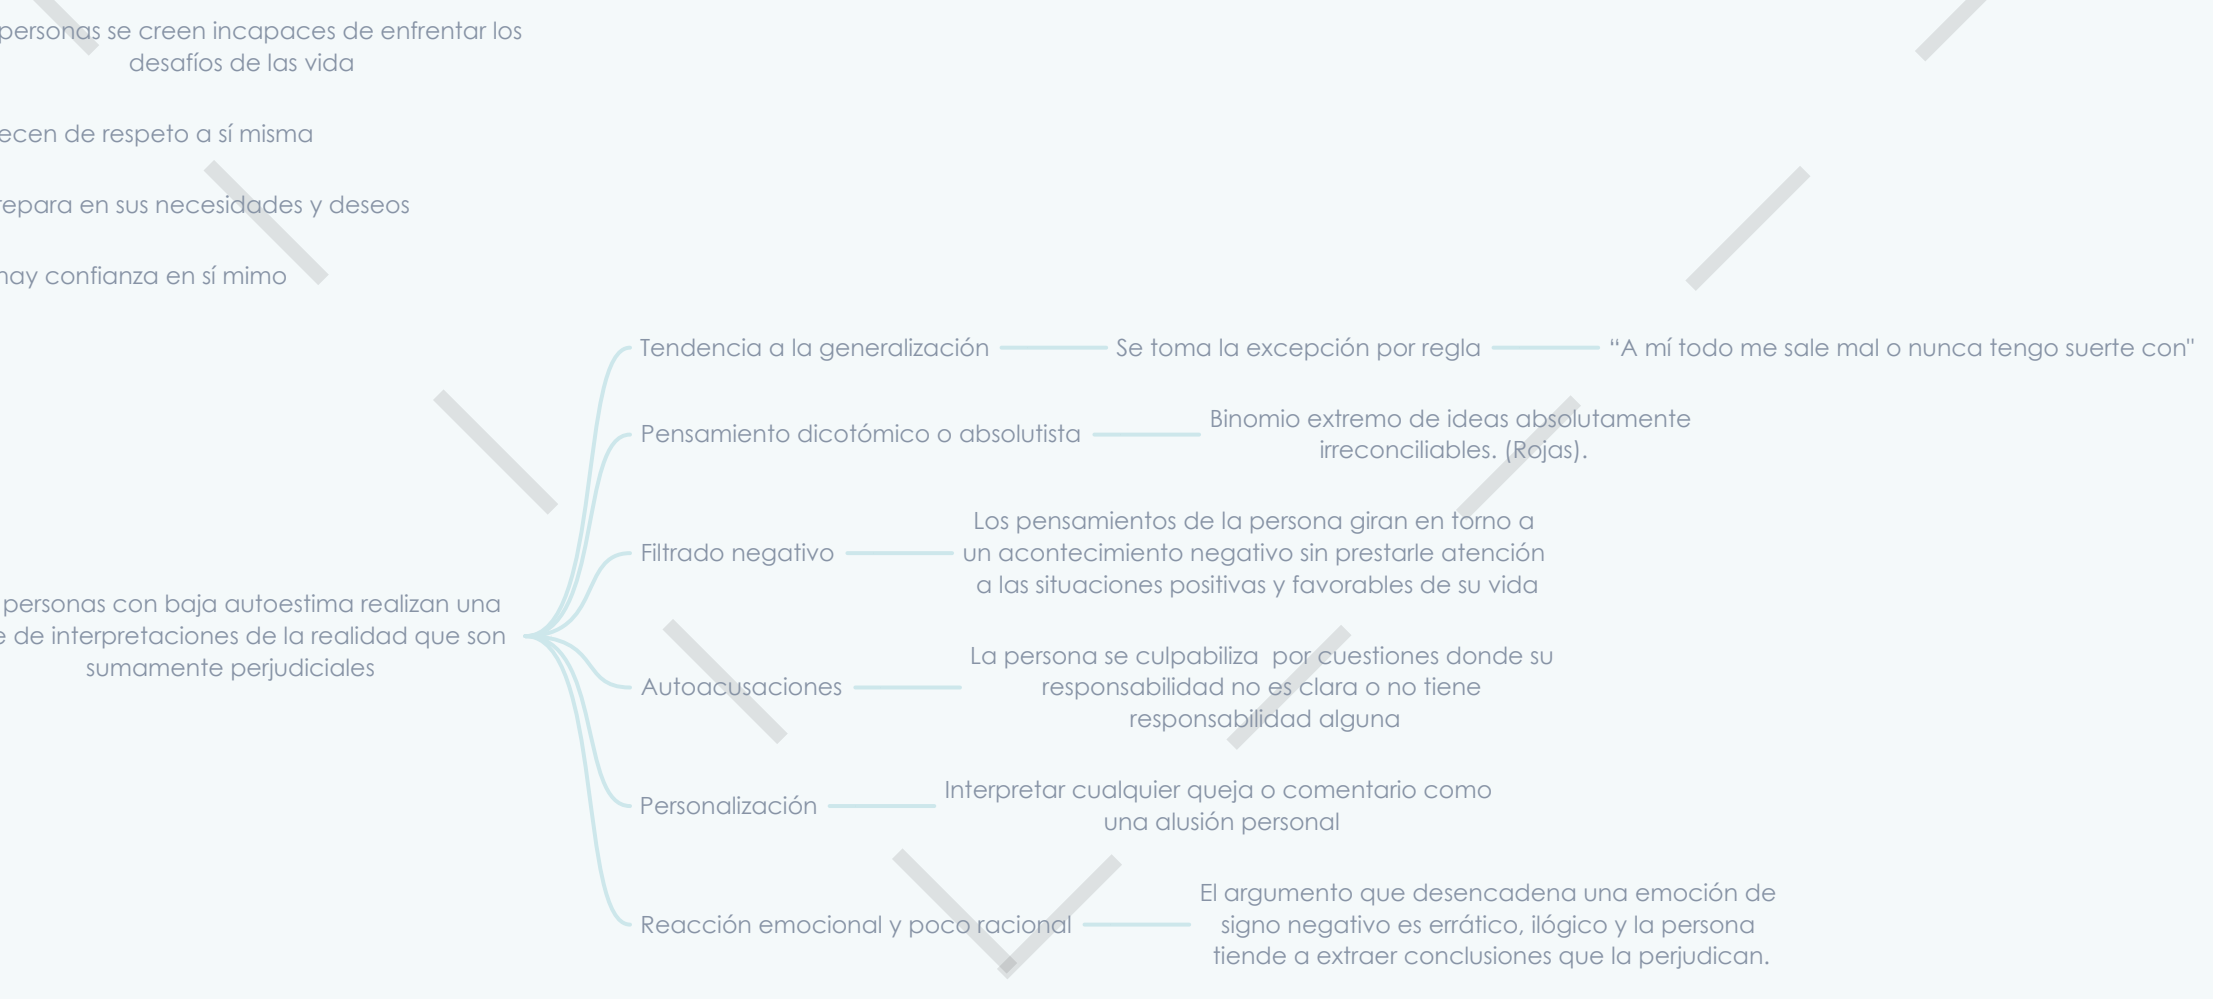 personas se creen incapaces de enfrentar los
desafíos de las vida
ecen de respeto a sí misma
repara en sus necesidades y deseos
hay confianza en sí mimo
Tendencia a la generalización
Se toma la excepción por regla
“A mí todo me sale mal o nunca tengo suerte con"
Pensamiento dicotómico o absolutista
Binomio extremo de ideas absolutamente
irreconciliables. (Rojas).
Filtrado negativo
Los pensamientos de la persona giran en torno a
un acontecimiento negativo sin prestarle atención
a las situaciones positivas y favorables de su vida
personas con baja autoestima realizan una
e de interpretaciones de la realidad que son
sumamente perjudiciales
Autoacusaciones
La persona se culpabiliza  por cuestiones donde su
responsabilidad no es clara o no tiene
responsabilidad alguna
Personalización
Interpretar cualquier queja o comentario como
una alusión personal
Reacción emocional y poco racional
El argumento que desencadena una emoción de
signo negativo es errático, ilógico y la persona
tiende a extraer conclusiones que la perjudican.